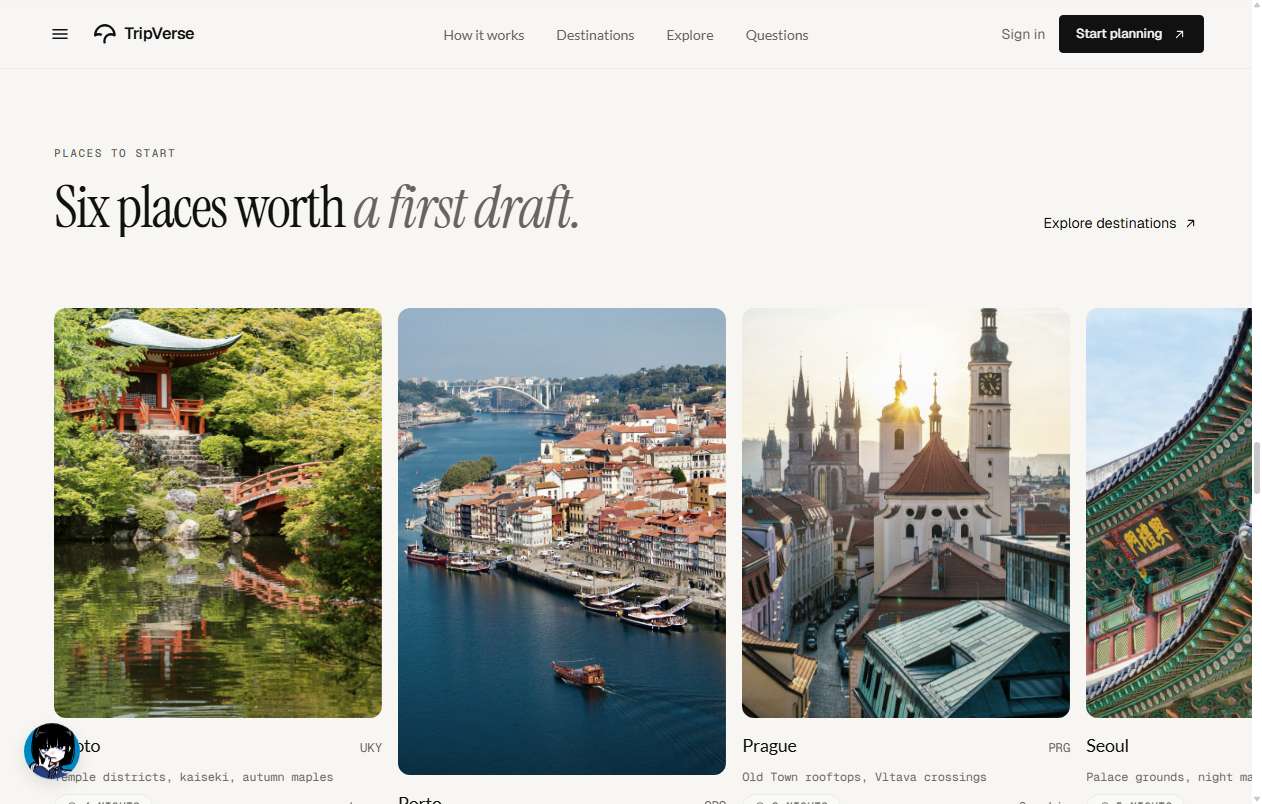 TripVerse
How it works
Destinations
Explore
Questions
Sign in
Start planning
PLACES TO START
Six places worth a first draft.
Explore destinations
UKY
Temple districts, kaiseki, autumn maples
Prague
PRG
Old Town rooftops, Vltava crossings
Seoul
Palace grounds, night
Porto